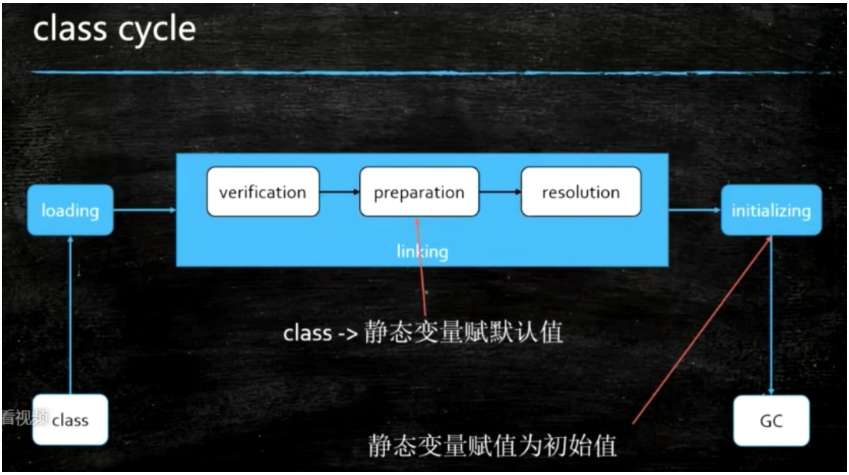 class cycle
verification
preparation
resolution
loading
initializing
linking
class -> 静态变量赋默认值
看视频
class
GC
静态变量赋值为初始值